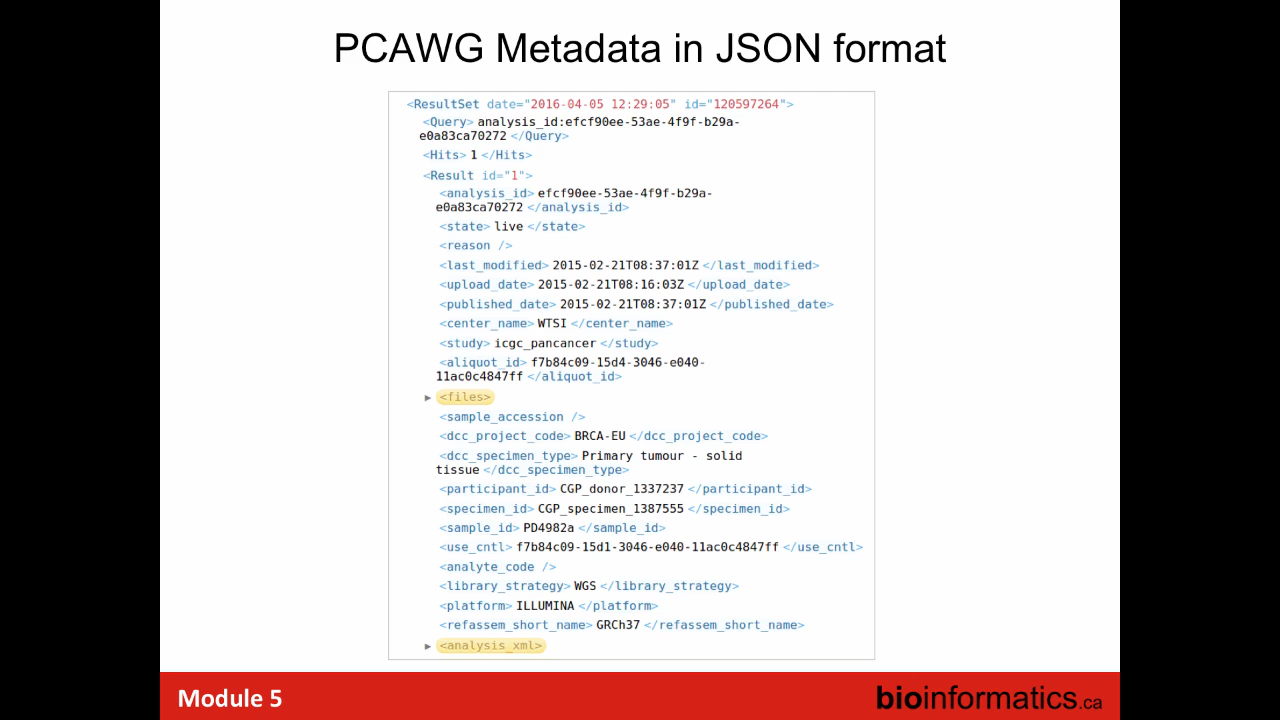 PCAWG Metadata in JSON format
<ResultSet date="2016-04-05 12:29:05" id="120597264">
<Query> analysis_id:efcf90ee-53ae-4f9f-b29a-
e0a83ca70272 </Query>
<Hits> 1 </Hits>
<Result id="1">
<analysis_id> efcf90ee-53ae-4f9f-b29a-
e0a83ca70272 </analysis_id>
<state> live </state>
<reason />
<last_modified> 2015-02-21T08:37:01Z </last_modified>
<upload_date> 2015-02-21T08:16:03Z </upload_date>
<published_date> 2015-02-21T08:37:01Z </published_date>
<center_name> WTSI </center_name>
<study> icgc_pancancer </study>
<aliquot_id> f7b84c09-15d4-3046-e040-
11ac0c4847ff </aliquot_id>
<files>
<sample_accession />
<dcc_project_code> BRCA-EU </dcc_project_code>
<dcc_specimen_type> Primary tumour - solid
tissue </dcc_specimen_type>
<participant_id> CGP_donor_1337237 </participant_id>
<specimen_id> CGP_specimen_1387555 </specimen_id>
<sample_id> PD4982a </sample_id>
<use_cntl> f7b84c09-15d1-3046-e040-11ac0c4847ff </use_cntl>
<analyte_code />
<library_strategy> WGS </library_strategy>
<platform> ILLUMINA </platform>
<refassem_short_name> GRCh37 </refassem_short_name>
<analysis_xml>
Module 5
bioinformatics.ca